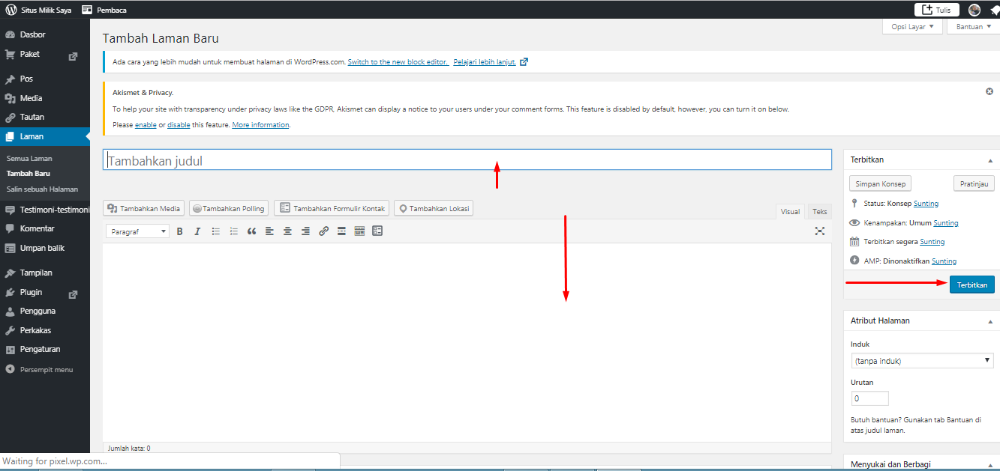 Situs Milik Saya
Pembaca
Tulis
Opsi Layar
Bantuan
Dasbor
Paket
Pos
Media
Tautan
Laman
Semua Laman
Tambah Baru
Salin sebuah Halaman
Testimoni-testimoni
Komentar
Umpan balik
Tampilan
Plugin
Pengguna
Perkakas
Pengaturan
Persempit menu
Tambah Laman Baru
Ada cara yang lebih mudah untuk membuat halaman di WordPress.com. Switch to the new block editor. Pelajari lebih lanjut.
Akismet & Privacy.
To help your site with transparency under privacy laws like the GDPR, Akismet can display a notice to your users under your comment forms. This feature is disabled by default, however, you can turn it on below.
Please enable or disable this feature. More information.
Tambahkan judul
Tambahkan Media
Tambahkan Polling
Tambahkan Formulir Kontak
Tambahkan Lokasi
Visual
Teks
Paragraf
Jumlah kata: 0
Terbitkan
Simpan Konsep
Pratinjau
Status: Konsep Sunting
Kenampakan: Umum Sunting
Terbitkan segera Sunting
AMP: Dinonaktifkan Sunting
Terbitkan
Atribut Halaman
Induk
(tanpa induk)
Urutan
0
Butuh bantuan? Gunakan tab Bantuan di
atas judul laman.
Menyukai dan Berbagi
Waiting for pixel.wp.com...